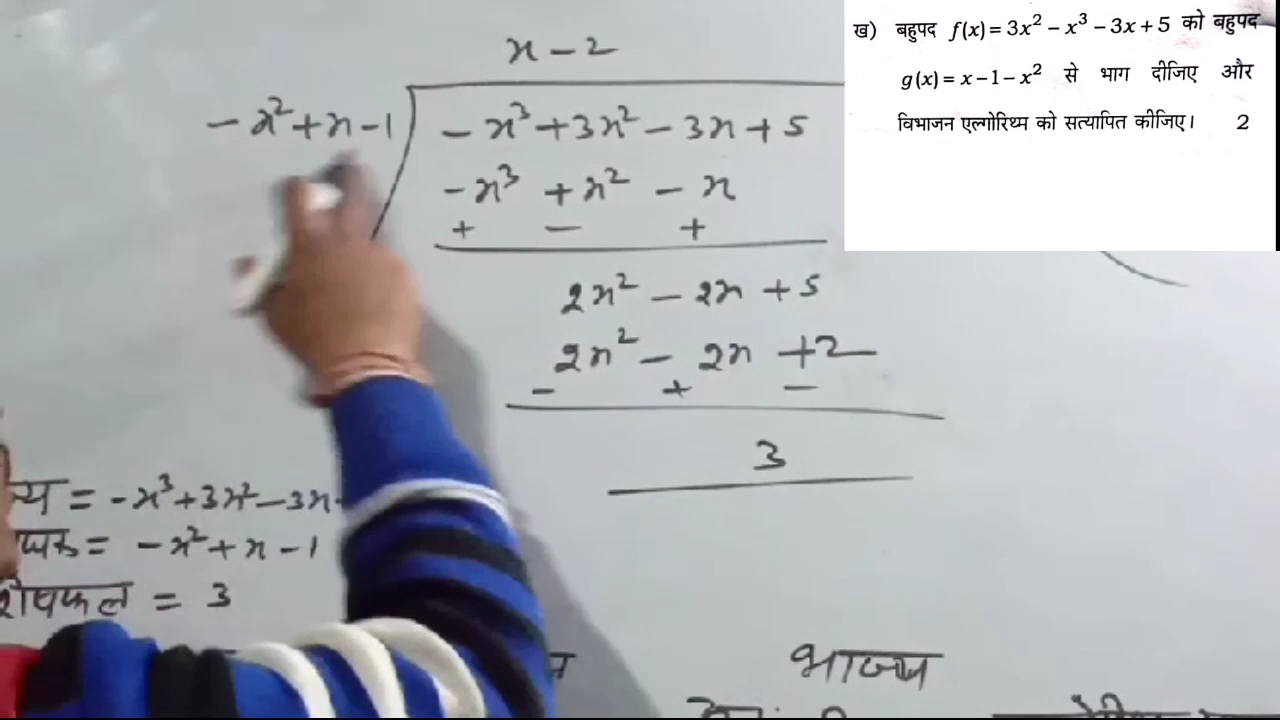 x - 2
-x² + x - 1 ) -x³ + 3x² - 3x + 5
-x³ + x² - x
+ - +
2x² - 2x + 5
2x² - 2x + 2
- + -
3
= -x³ + 3x² - 3x
= -x² + x - 1
शेषफल = 3
भाज्य
ख) बहुपद f(x) = 3x² - x³ - 3x + 5 को बहुपद
g(x) = x - 1 - x² से भाग दीजिए और
विभाजन एल्गोरिथ्म को सत्यापित कीजिए। 2